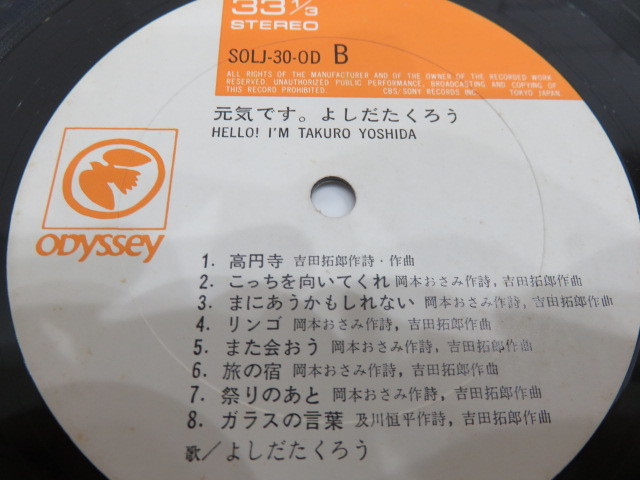 33 1/3
STEREO
SOLJ-30-OD B
ALL RIGHTS OF THE MANUFACTURER AND OF THE OWNER OF THE RECORDED WORK
RESERVED. UNAUTHORIZED PUBLIC PERFORMANCE, BROADCASTING AND COPYING OF
THIS RECORD PROHIBITED. CBS/SONY RECORDS INC. TOKYO JAPAN
元気です。よしだたくろう
HELLO! I'M TAKURO YOSHIDA
ODyssey
1. 高円寺 吉田拓郎作詩・作曲
2. こっちを向いてくれ 岡本おさみ作詩,吉田拓郎作曲
3. まにあうかもしれない 岡本おさみ作詩,吉田拓郎作曲
4. リンゴ 岡本おさみ作詩,吉田拓郎作曲
5. また会おう 岡本おさみ作詩,吉田拓郎作曲
6. 旅の宿 岡本おさみ作詩,吉田拓郎作曲
7. 祭りのあと 岡本おさみ作詩,吉田拓郎作曲
8. ガラスの言葉 及川恒平作詩,吉田拓郎作曲
歌/よしだたくろう